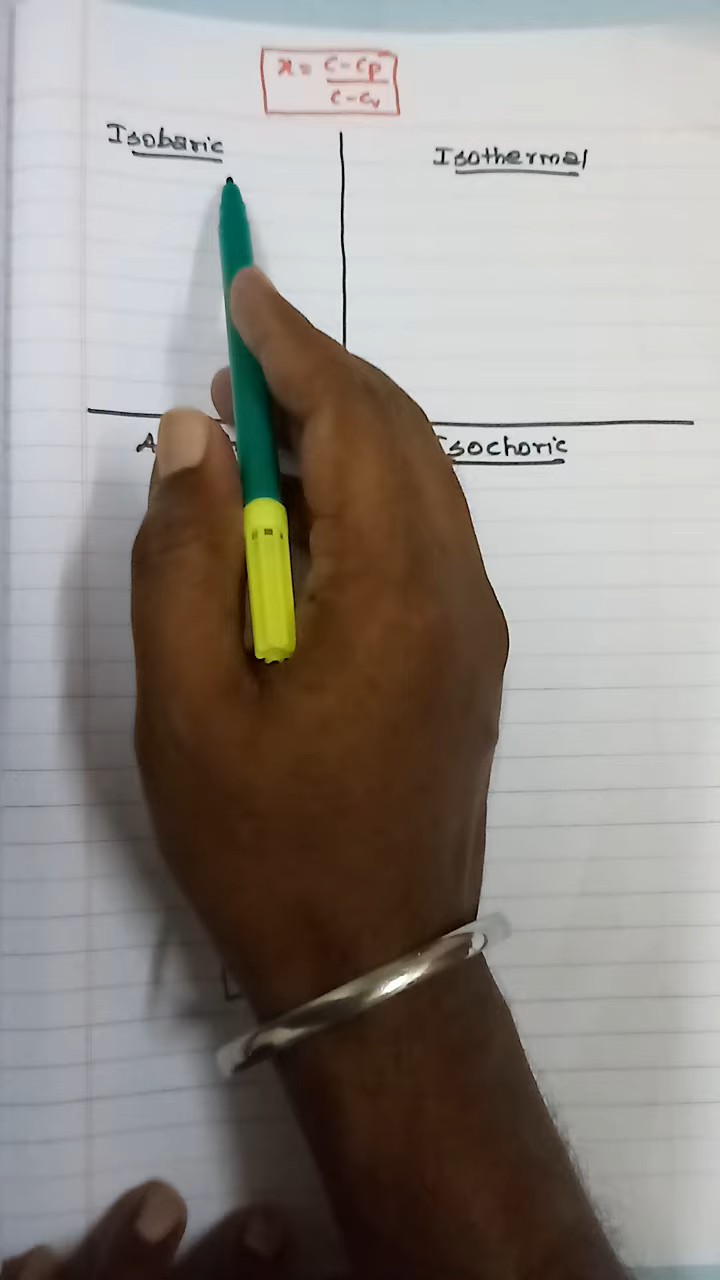 x = C - Cp / C - Cv
Isobaric
Isothermal
Isochoric